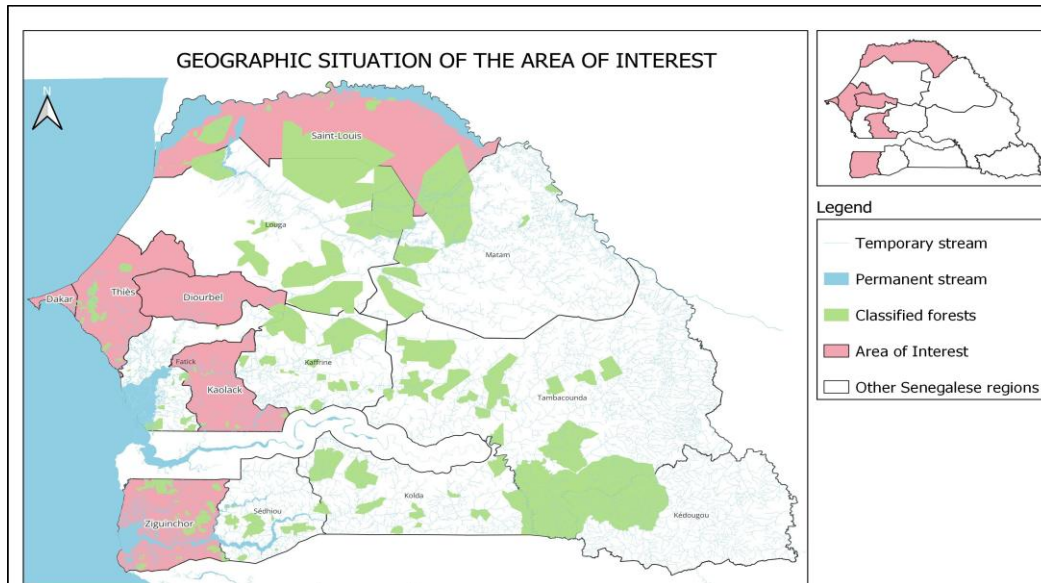 GEOGRAPHIC SITUATION OF THE AREA OF INTEREST
N
Saint-Louis
Louga
Matam
Dakar
Thiès
Diourbel
Fatick
Kaolack
Kaffrine
Tambacounda
Ziguinchor
Sédhiou
Kolda
Kédougou
Legend
Temporary stream
Permanent stream
Classified forests
Area of Interest
Other Senegalese regions